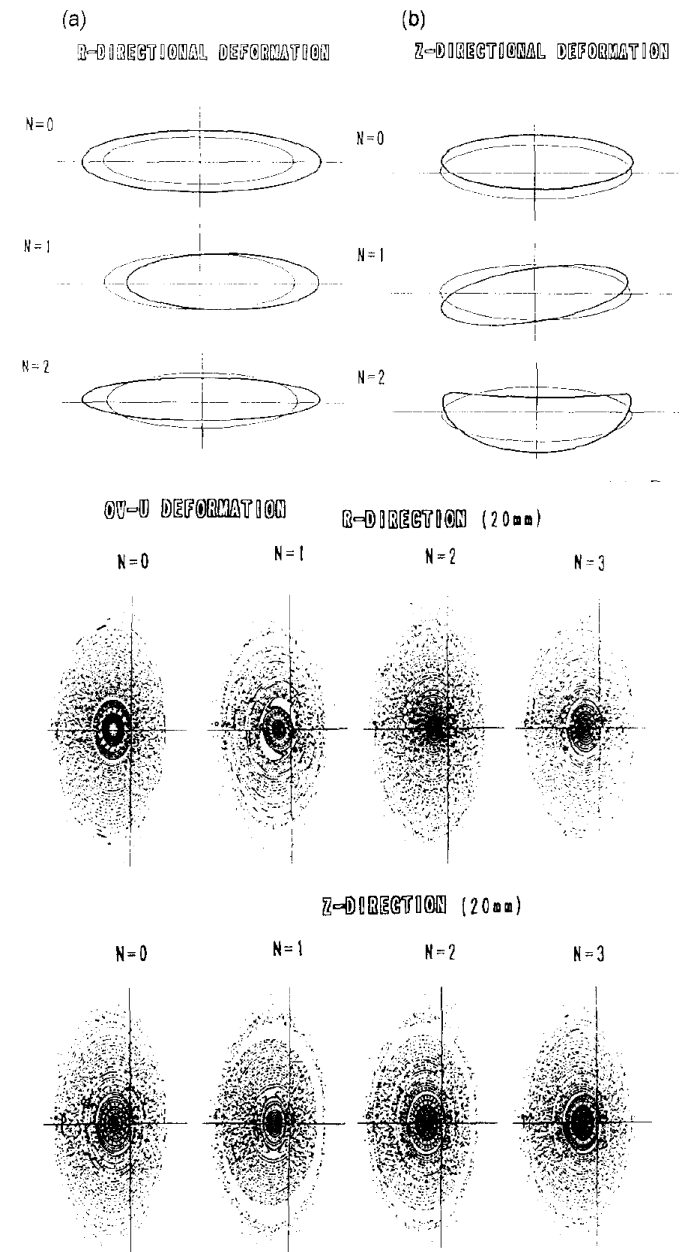 (a)
(b)
R-DIRECTIONAL DEFORMATION
Z-DIRECTIONAL DEFORMATION
N=0
N=0
N=1
N=1
N=2
N=2
OV-U DEFORMATION
R-DIRECTION (20mm)
N=0
N=1
N=2
N=3
Z-DIRECTION (20mm)
N=0
N=1
N=2
N=3